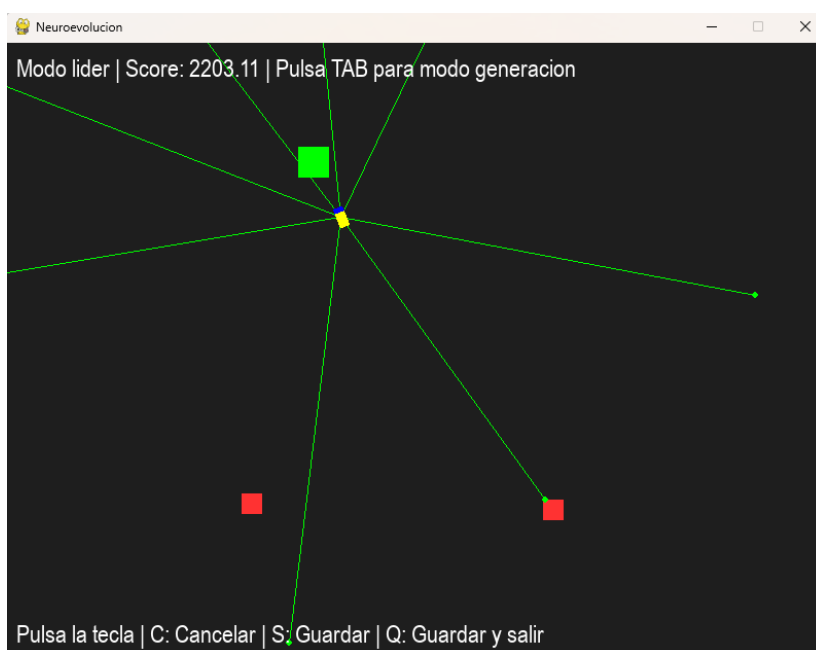 Neuroevolucion
Modo lider | Score: 2203.11 | Pulsa TAB para modo generacion
Pulsa la tecla | C: Cancelar | S: Guardar | Q: Guardar y salir